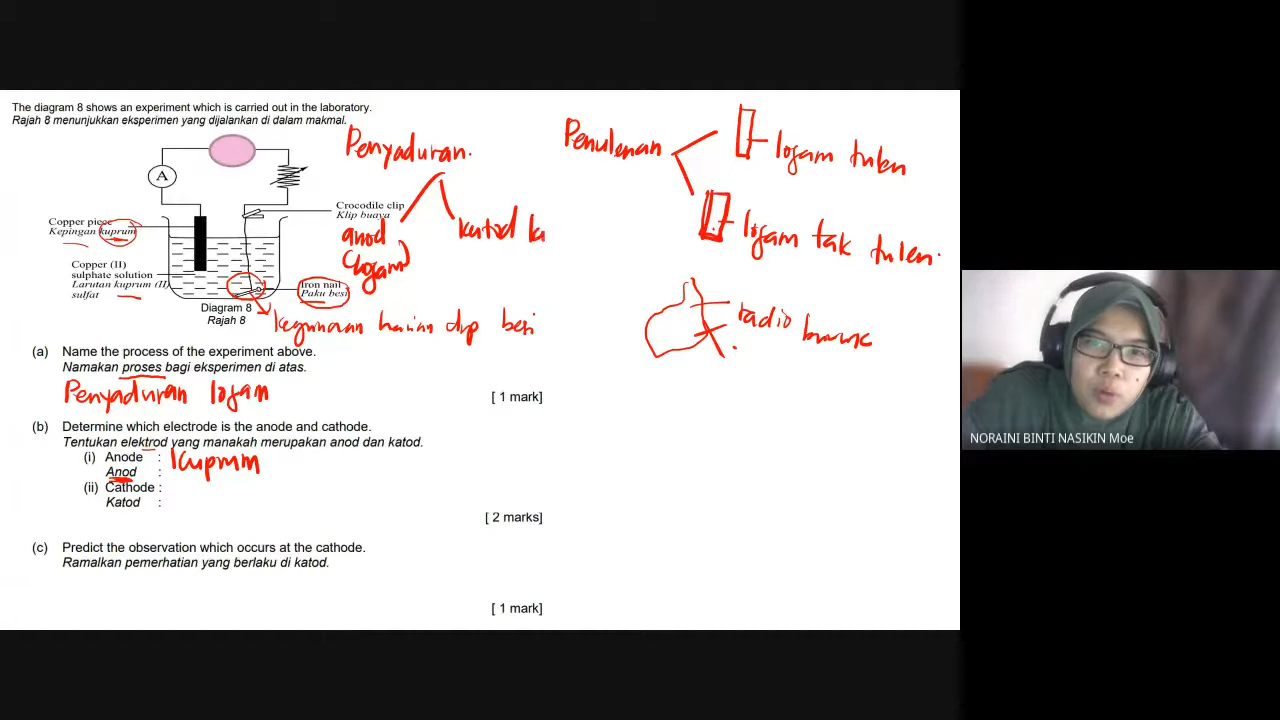 The diagram 8 shows an experiment which is carried out in the laboratory.
Rajah 8 menunjukkan eksperimen yang dijalankan di dalam makmal.
Penyaduran.
anod
(logam)
katod
Penulenan
logam tulen
logam tak tulen.
A
Crocodile clip
Klip buaya
Copper piece
Kepingan kuprum
Copper (II)
sulphate solution
Larutan kuprum (II)
sulfat
Iron nail
Paku besi
Diagram 8
Rajah 8
kegunaan harian drp besi
radio buruk
(a) Name the process of the experiment above.
Namakan proses bagi eksperimen di atas.
Penyaduran logam
[ 1 mark]
(b) Determine which electrode is the anode and cathode.
Tentukan elektrod yang manakah merupakan anod dan katod.
(i) Anode : Kuprum
Anod :
(ii) Cathode :
Katod :
[ 2 marks]
(c) Predict the observation which occurs at the cathode.
Ramalkan pemerhatian yang berlaku di katod.
[ 1 mark]
NORAINI BINTI NASIKIN Moe